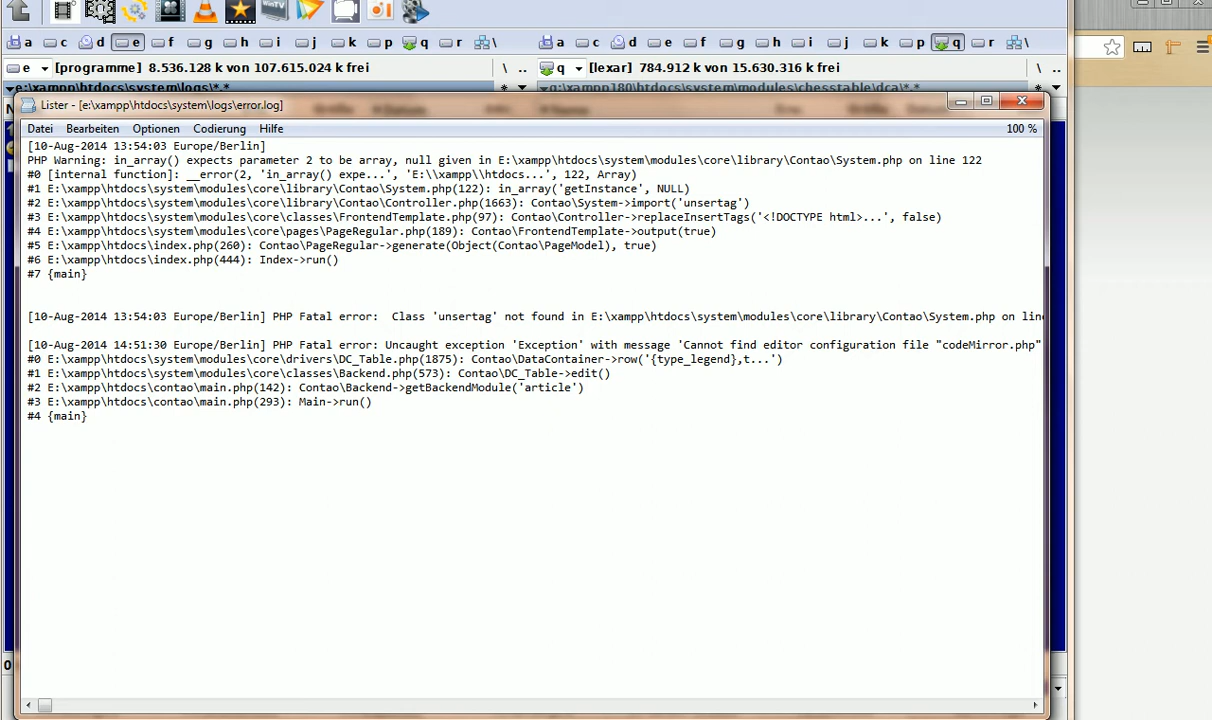 WinTV
a c d e f g h i j k p q r \ a c d e f g h i j k p q r \
e [programme] 8.536.128 k von 107.615.024 k frei \ .. q [lexar] 784.912 k von 15.630.316 k frei \ ..
e:\xampp\htdocs\system\logs\*.* * q:\xampp180\htdocs\system\modules\chesstable\dca\*.* *
Lister - [e:\xampp\htdocs\system\logs\error.log]
Datei Bearbeiten Optionen Codierung Hilfe 100 %
[10-Aug-2014 13:54:03 Europe/Berlin]
PHP Warning: in_array() expects parameter 2 to be array, null given in E:\xampp\htdocs\system\modules\core\library\Contao\System.php on line 122
#0 [internal function]: __error(2, 'in_array() expe...', 'E:\\xampp\\htdocs...', 122, Array)
#1 E:\xampp\htdocs\system\modules\core\library\Contao\System.php(122): in_array('getInstance', NULL)
#2 E:\xampp\htdocs\system\modules\core\library\Contao\Controller.php(1663): Contao\System->import('unsertag')
#3 E:\xampp\htdocs\system\modules\core\classes\FrontendTemplate.php(97): Contao\Controller->replaceInsertTags('<!DOCTYPE html>...', false)
#4 E:\xampp\htdocs\system\modules\core\pages\PageRegular.php(189): Contao\FrontendTemplate->output(true)
#5 E:\xampp\htdocs\index.php(260): Contao\PageRegular->generate(Object(Contao\PageModel), true)
#6 E:\xampp\htdocs\index.php(444): Index->run()
#7 {main}
[10-Aug-2014 13:54:03 Europe/Berlin] PHP Fatal error:  Class 'unsertag' not found in E:\xampp\htdocs\system\modules\core\library\Contao\System.php on line
[10-Aug-2014 14:51:30 Europe/Berlin] PHP Fatal error: Uncaught exception 'Exception' with message 'Cannot find editor configuration file "codeMirror.php"
#0 E:\xampp\htdocs\system\modules\core\drivers\DC_Table.php(1875): Contao\DataContainer->row('{type_legend},t...')
#1 E:\xampp\htdocs\system\modules\core\classes\Backend.php(573): Contao\DC_Table->edit()
#2 E:\xampp\htdocs\contao\main.php(142): Contao\Backend->getBackendModule('article')
#3 E:\xampp\htdocs\contao\main.php(293): Main->run()
#4 {main}
0